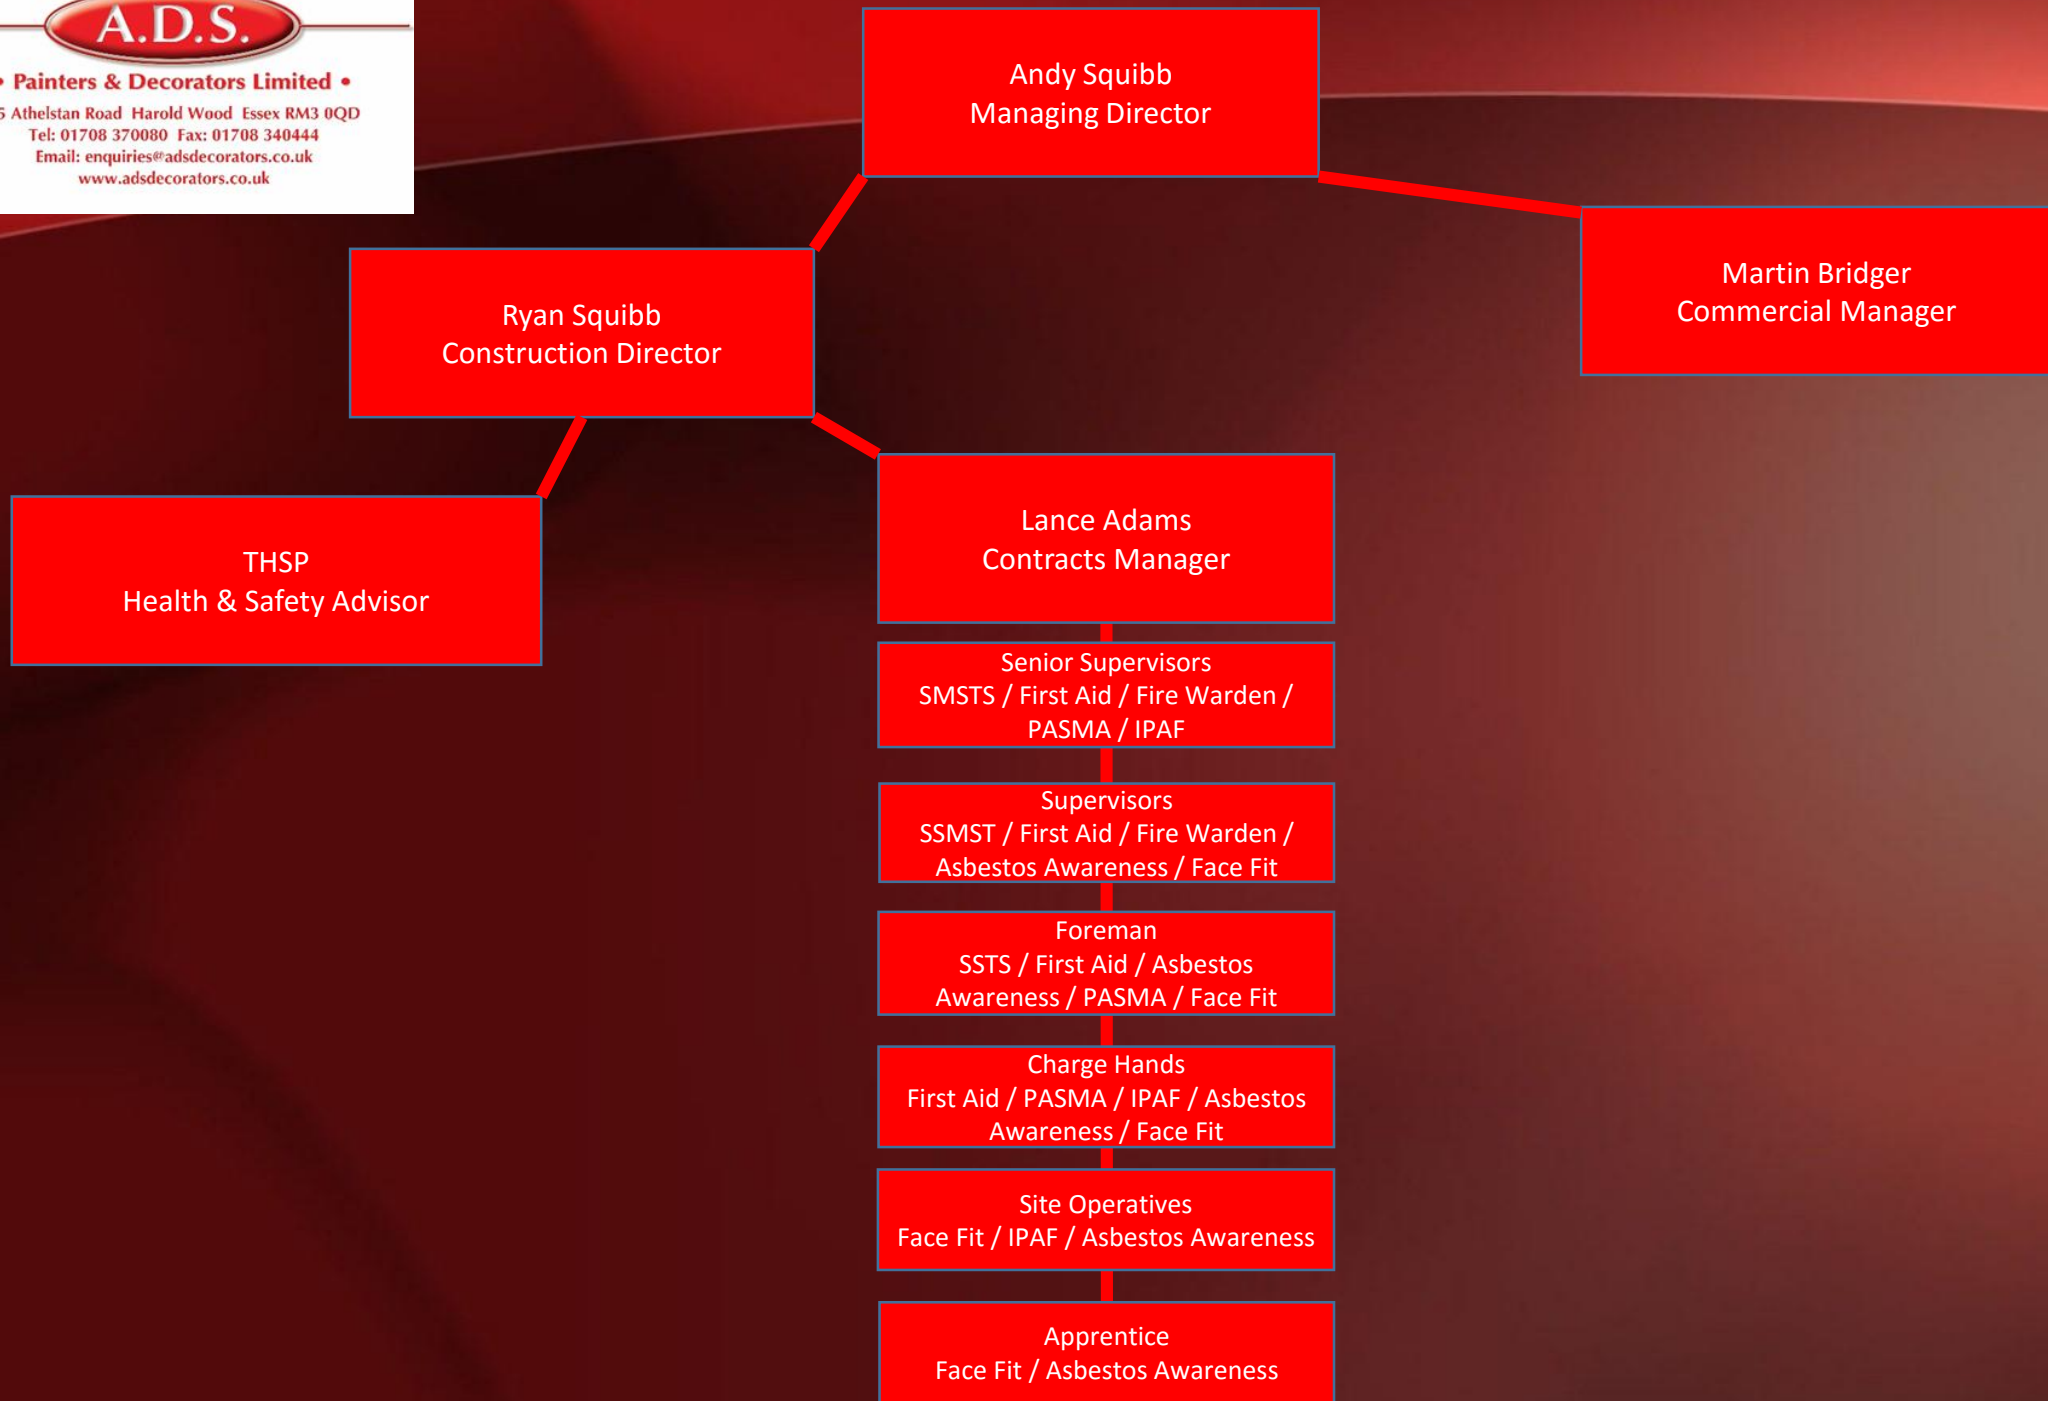 A.D.S.
• Painters & Decorators Limited •
5 Athelstan Road Harold Wood Essex RM3 0QD
Tel: 01708 370080 Fax: 01708 340444
Email: enquiries@adsdecorators.co.uk
www.adsdecorators.co.uk
Andy Squibb
Managing Director
Ryan Squibb
Construction Director
Martin Bridger
Commercial Manager
THSP
Health & Safety Advisor
Lance Adams
Contracts Manager
Senior Supervisors
SMSTS / First Aid / Fire Warden /
PASMA / IPAF
Supervisors
SSMST / First Aid / Fire Warden /
Asbestos Awareness / Face Fit
Foreman
SSTS / First Aid / Asbestos
Awareness / PASMA / Face Fit
Charge Hands
First Aid / PASMA / IPAF / Asbestos
Awareness / Face Fit
Site Operatives
Face Fit / IPAF / Asbestos Awareness
Apprentice
Face Fit / Asbestos Awareness